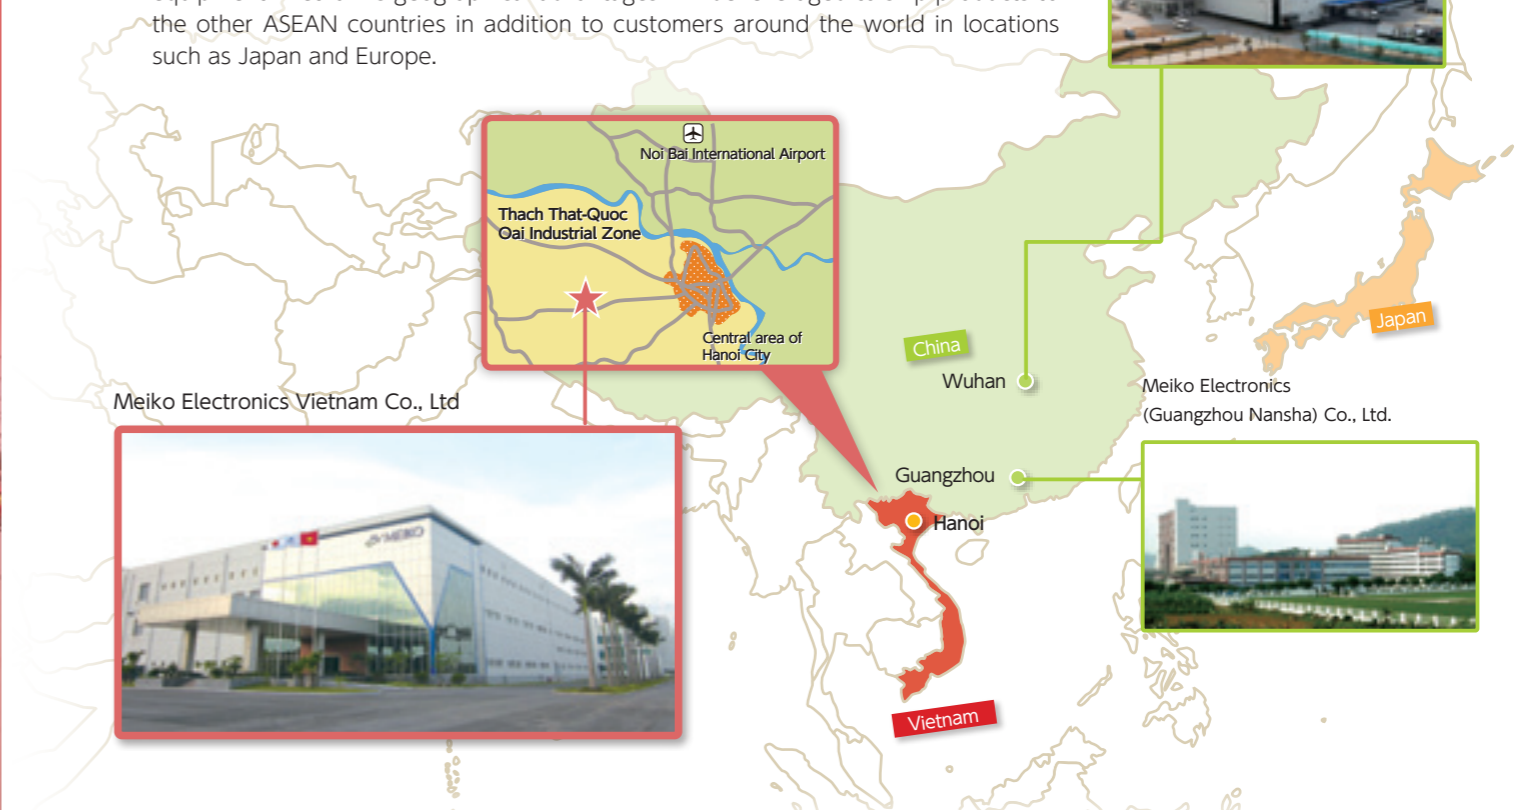 the other ASEAN countries in addition to customers around the world in locations
such as Japan and Europe.
Noi Bai International Airport
Thach That-Quoc
Oai Industrial Zone
Central area of
Hanoi City
China
Japan
Wuhan
Meiko Electronics
(Guangzhou Nansha) Co., Ltd.
Meiko Electronics Vietnam Co., Ltd
Guangzhou
Hanoi
MEIKO
Vietnam